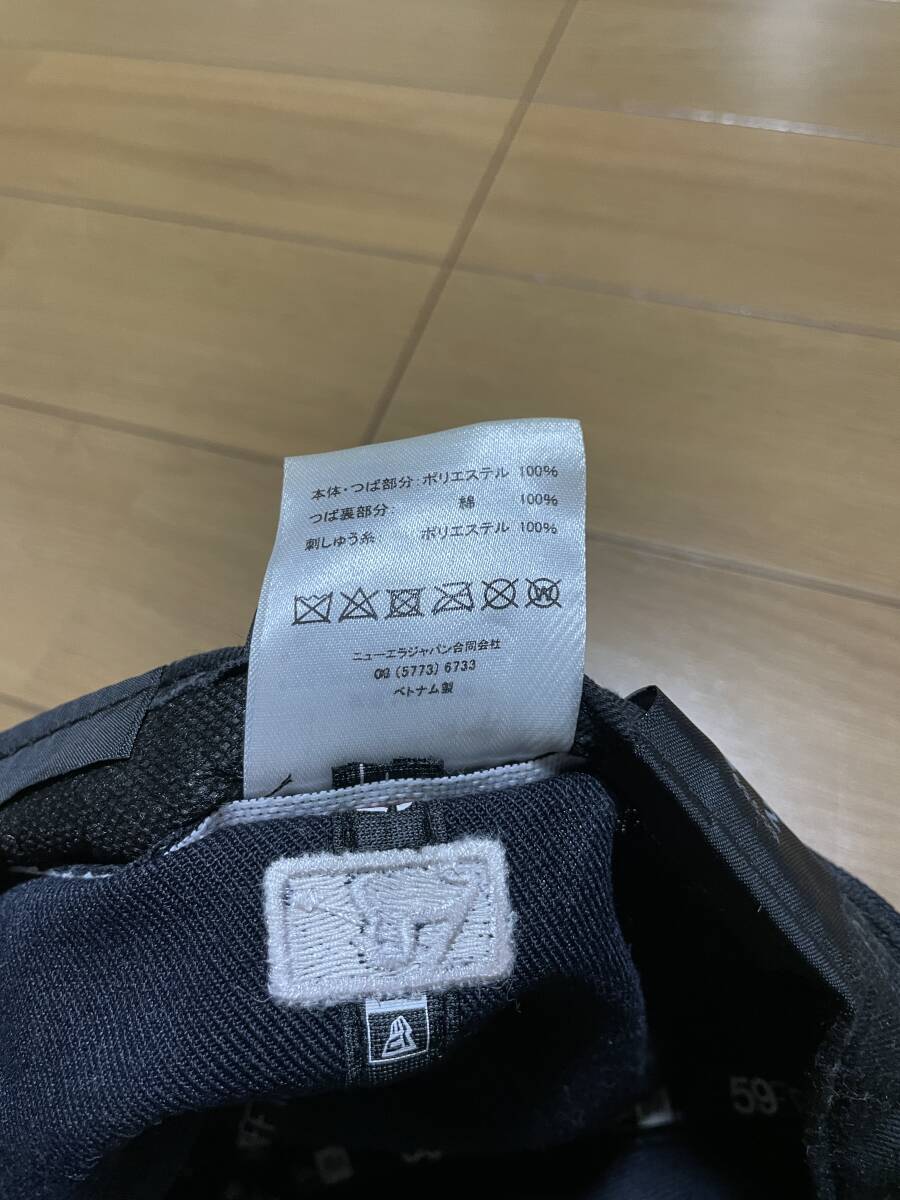 本体・つば部分：ポリエステル 100%
つば裏部分： 綿 100%
刺しゅう糸： ポリエステル 100%
ニューエラジャパン合同会社
03 (5773) 6733
ベトナム製
59